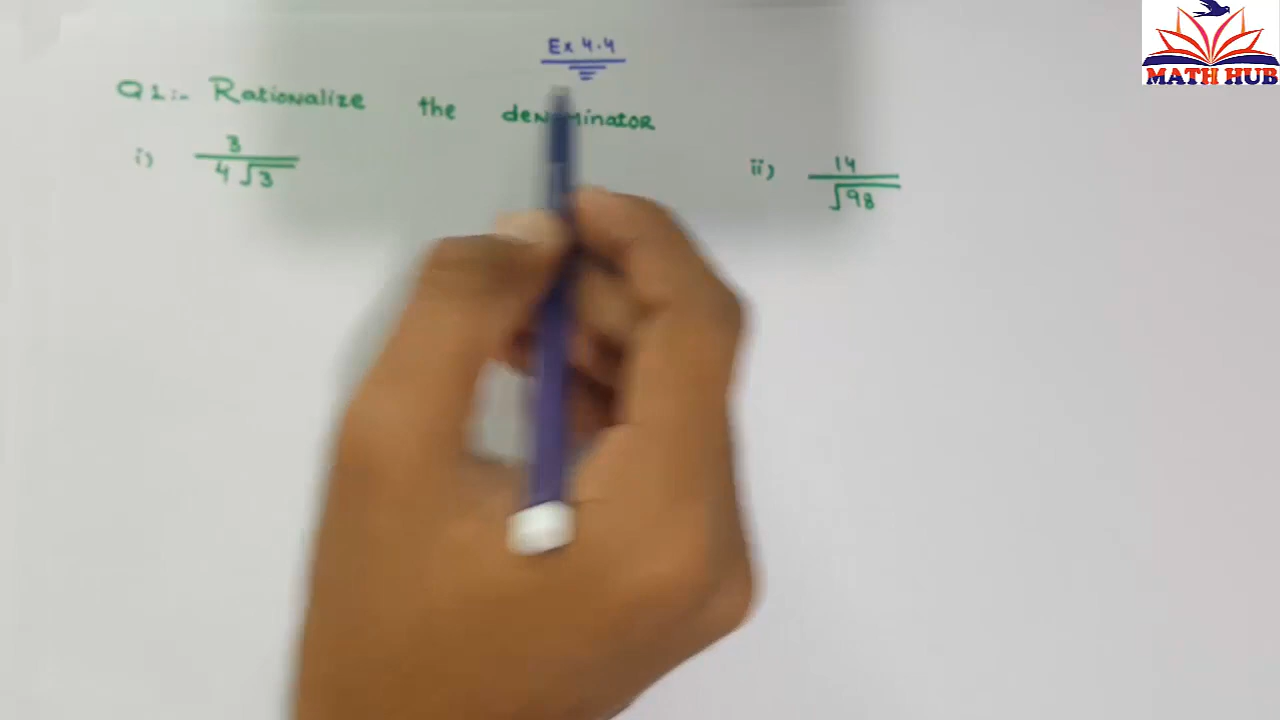 Ex 4.4
Q1:- Rationalize the denominator
i) 3 / 4√3
ii) 14 / √98
MATH HUB